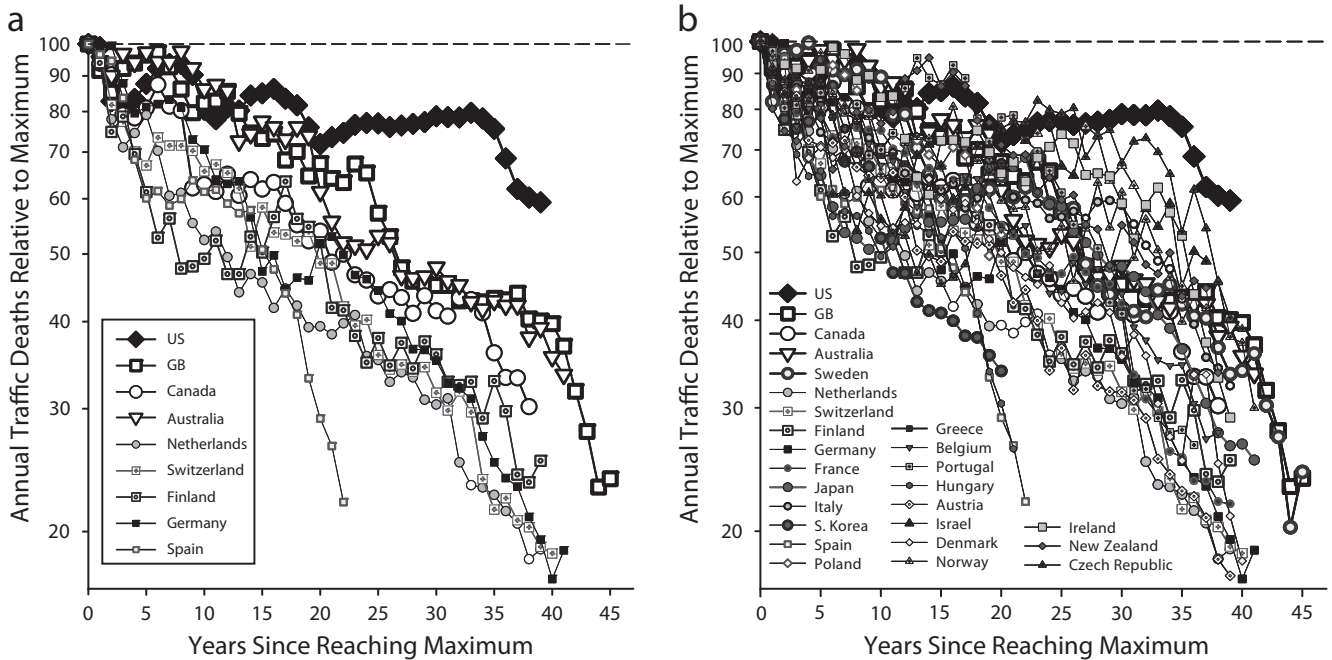 a
Annual Traffic Deaths Relative to Maximum
100
90
80
70
60
50
40
30
20
US
GB
Canada
Australia
Netherlands
Switzerland
Finland
Germany
Spain
0 5 10 15 20 25 30 35 40 45
Years Since Reaching Maximum
b
Annual Traffic Deaths Relative to Maximum
100
90
80
70
60
50
40
30
20
US
GB
Canada
Australia
Sweden
Netherlands
Switzerland
Finland
Germany
France
Japan
Italy
S. Korea
Spain
Poland
Greece
Belgium
Portugal
Hungary
Austria
Israel
Denmark
Norway
Ireland
New Zealand
Czech Republic
0 5 10 15 20 25 30 35 40 45
Years Since Reaching Maximum